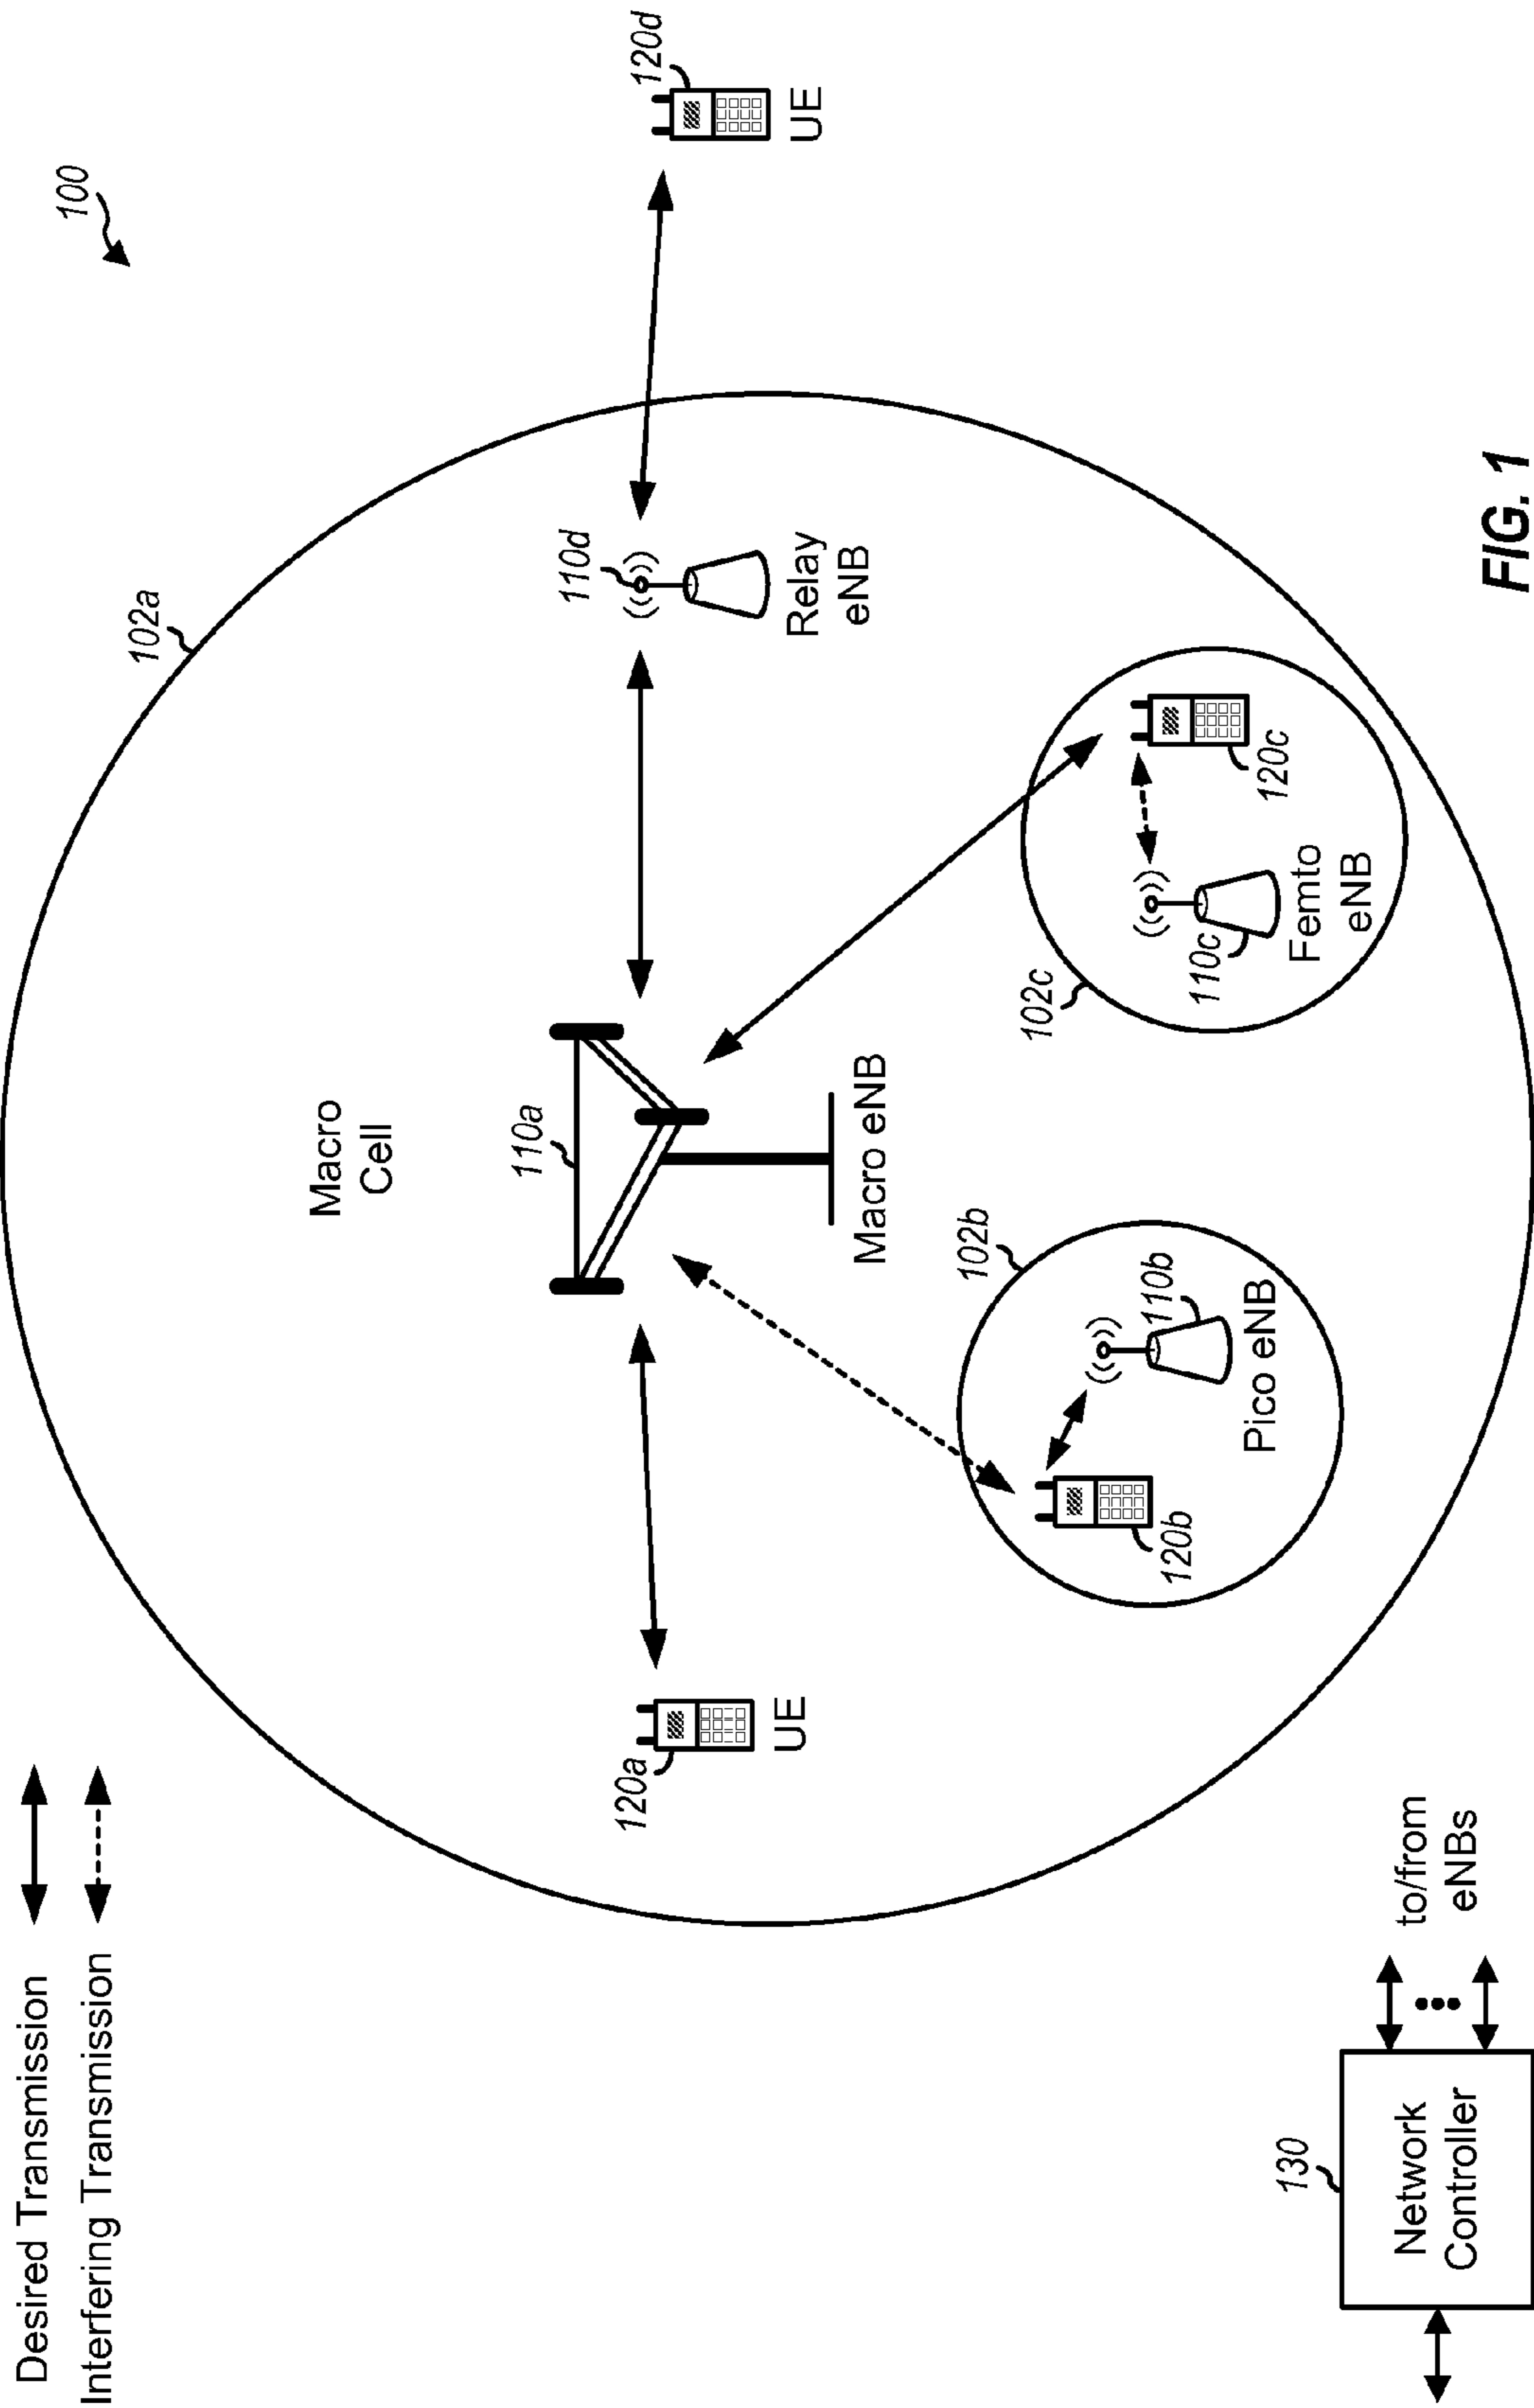 Desired Transmission
Interfering Transmission
100
102a
Macro
Cell
110a
Macro eNB
110d
Relay
eNB
120d
UE
120a
UE
102b
110b
Pico eNB
120b
102c
110c
Femto
eNB
120c
130
Network
Controller
to/from
eNBs
FIG. 1